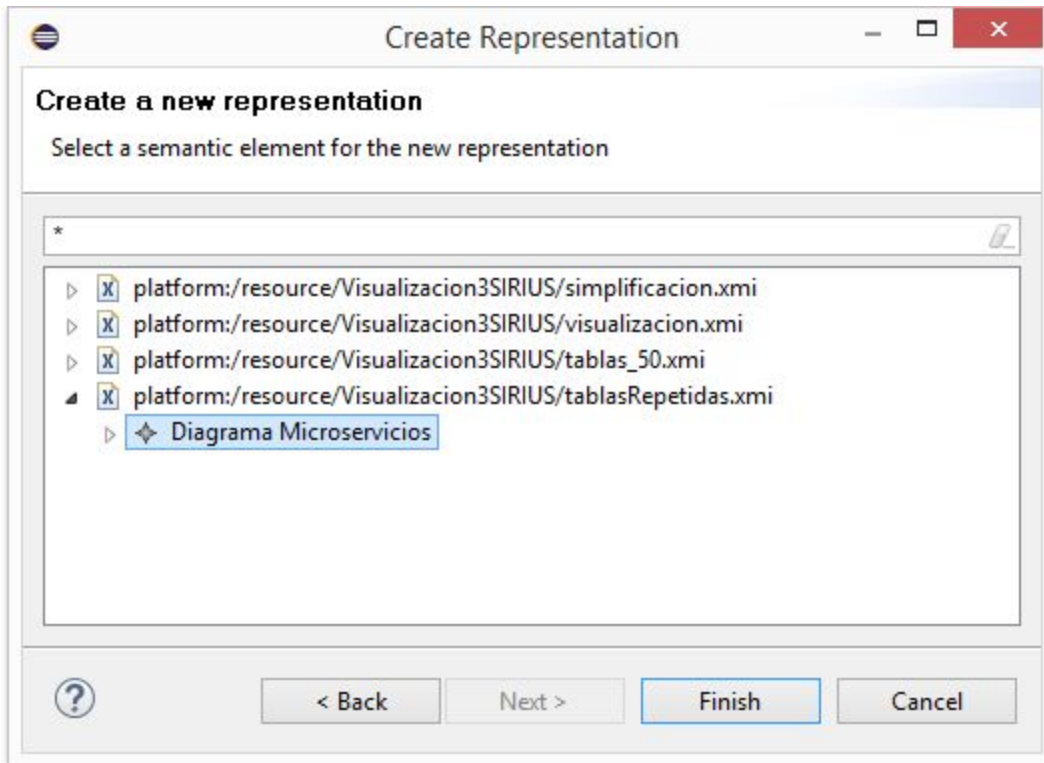 Create Representation
Create a new representation
Select a semantic element for the new representation
*
platform:/resource/Visualizacion3SIRIUS/simplificacion.xmi
platform:/resource/Visualizacion3SIRIUS/visualizacion.xmi
platform:/resource/Visualizacion3SIRIUS/tablas_50.xmi
platform:/resource/Visualizacion3SIRIUS/tablasRepetidas.xmi
Diagrama Microservicios
? < Back Next > Finish Cancel